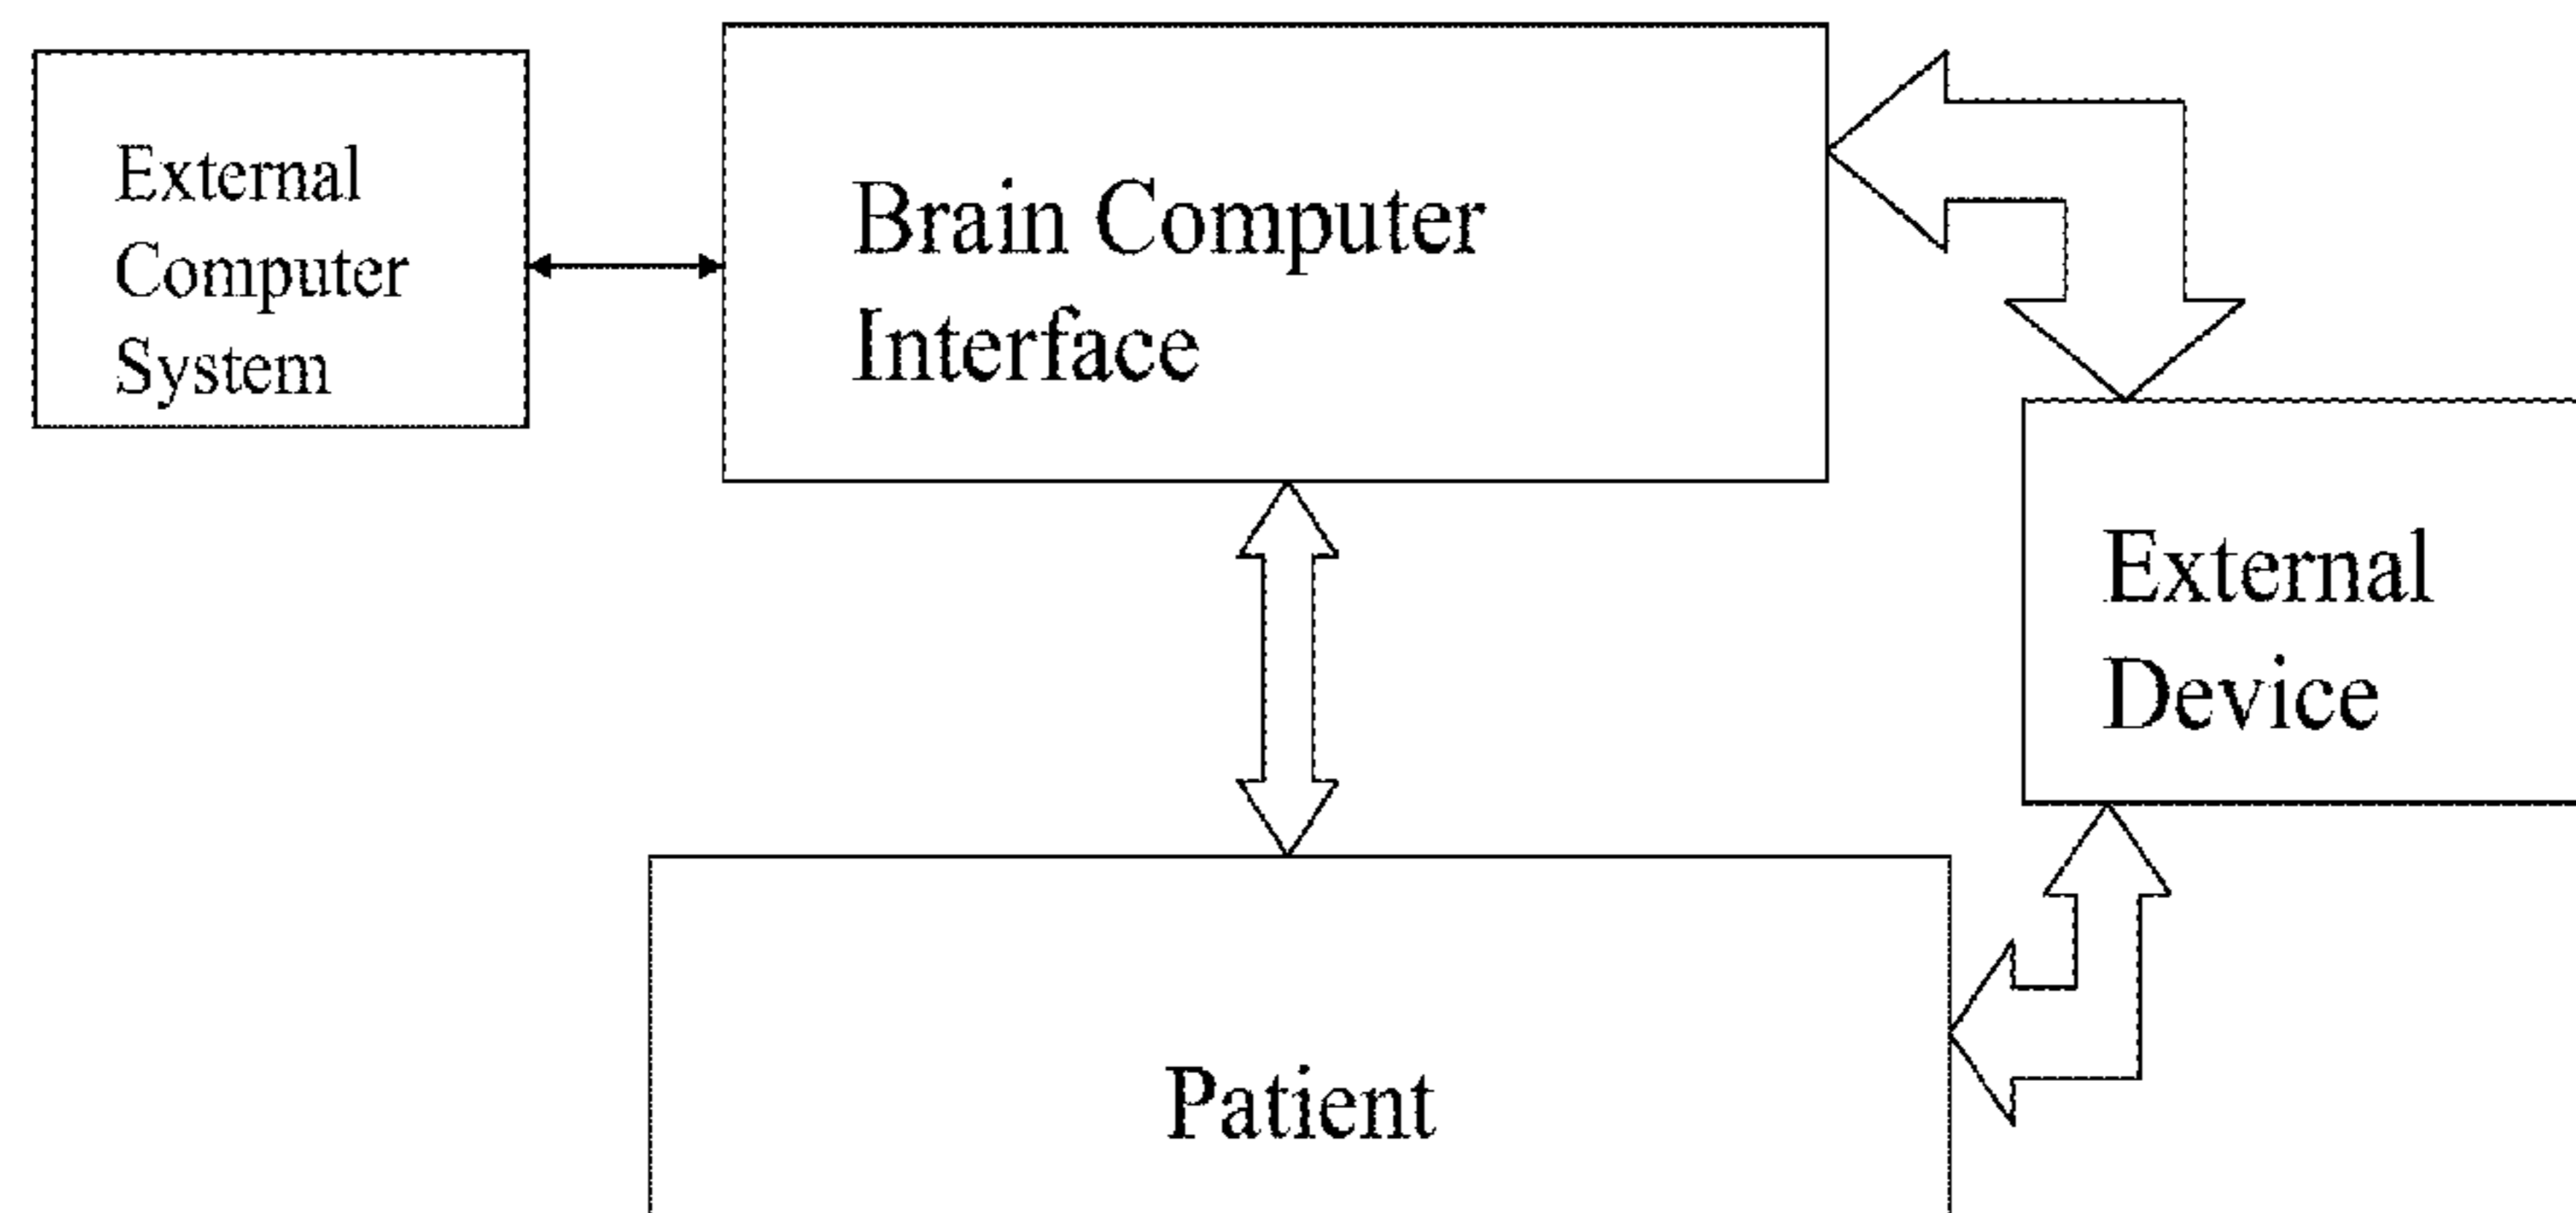 External
Computer
System
Brain Computer
Interface
External
Device
Patient